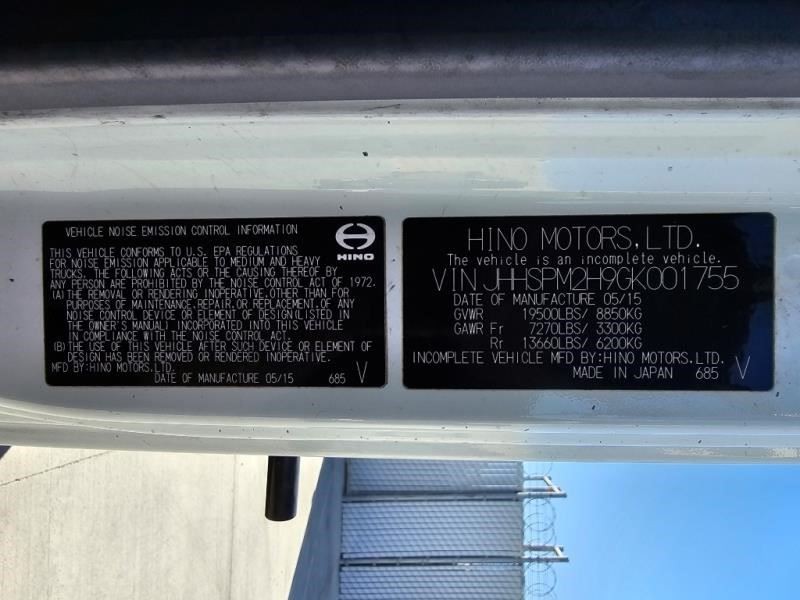 VEHICLE NOISE EMISSION CONTROL INFORMATION
HINO
THIS VEHICLE CONFORMS TO U.S. EPA REGULATIONS
FOR NOISE EMISSION APPLICABLE TO MEDIUM AND HEAVY
TRUCKS. THE FOLLOWING ACTS OR THE CAUSING THEREOF BY
ANY PERSON ARE PROHIBITED BY THE NOISE CONTROL ACT OF 1972.
(A) THE REMOVAL OR RENDERING INOPERATIVE, OTHER THAN FOR
PURPOSES OF MAINTENANCE, REPAIR, OR REPLACEMENT, OF ANY
NOISE CONTROL DEVICE OR ELEMENT OF DESIGN (LISTED IN
THE OWNER'S MANUAL) INCORPORATED INTO THIS VEHICLE
IN COMPLIANCE WITH THE NOISE CONTROL ACT.
(B) THE USE OF VEHICLE AFTER SUCH DEVICE OR ELEMENT OF
DESIGN HAS BEEN REMOVED OR RENDERED INOPERATIVE.
MFD BY: HINO MOTORS, LTD.
DATE OF MANUFACTURE 05/15 685 V
HINO MOTORS, LTD.
The vehicle is an incomplete vehicle.
VIN JHHSPM2H9GK001755
DATE OF MANUFACTURE 05/15
GVWR 19500LBS/ 8850KG
GAWR Fr 7270LBS/ 3300KG
Rr 13660LBS/ 6200KG
INCOMPLETE VEHICLE MFD BY: HINO MOTORS, LTD.
MADE IN JAPAN 685 V